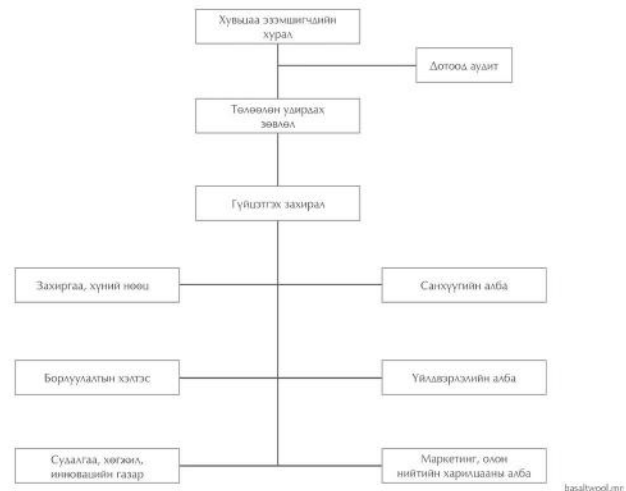 Хувьцаа эзэмшигчдийн
хурал
Дотоод аудит
Төлөөлөн удирдах
зөвлөл
Гүйцэтгэх захирал
Захиргаа, хүний нөөц
Санхүүгийн алба
Борлуулалтын хэлтэс
Үйлдвэрлэлийн алба
Судалгаа, хөгжил,
инновацийн газар
Маркетинг, олон
нийтийн харилцааны алба
basaltwool.mn